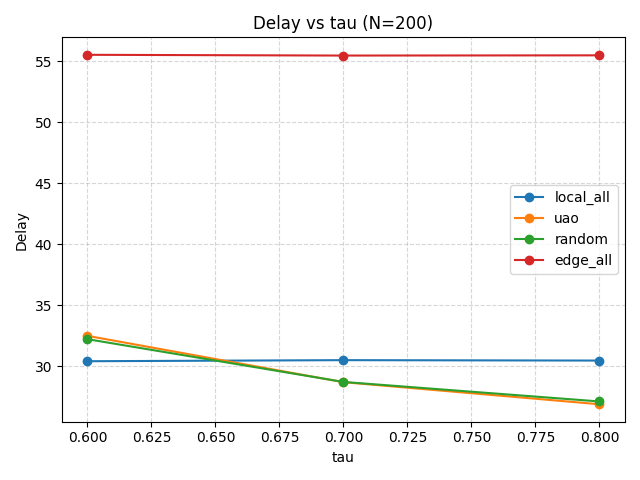 Delay vs tau (N=200)
Delay
55
50
45
40
35
30
local_all
uao
random
edge_all
0.600 0.625 0.650 0.675 0.700 0.725 0.750 0.775 0.800
tau